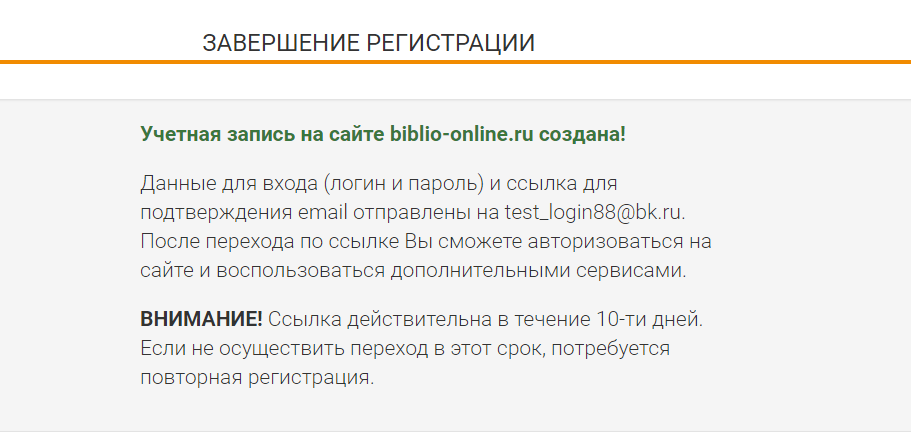 ЗАВЕРШЕНИЕ РЕГИСТРАЦИИ
Учетная запись на сайте biblio-online.ru создана!
Данные для входа (логин и пароль) и ссылка для
подтверждения email отправлены на test_login88@bk.ru.
После перехода по ссылке Вы сможете авторизоваться на
сайте и воспользоваться дополнительными сервисами.
ВНИМАНИЕ! Ссылка действительна в течение 10-ти дней.
Если не осуществить переход в этот срок, потребуется
повторная регистрация.